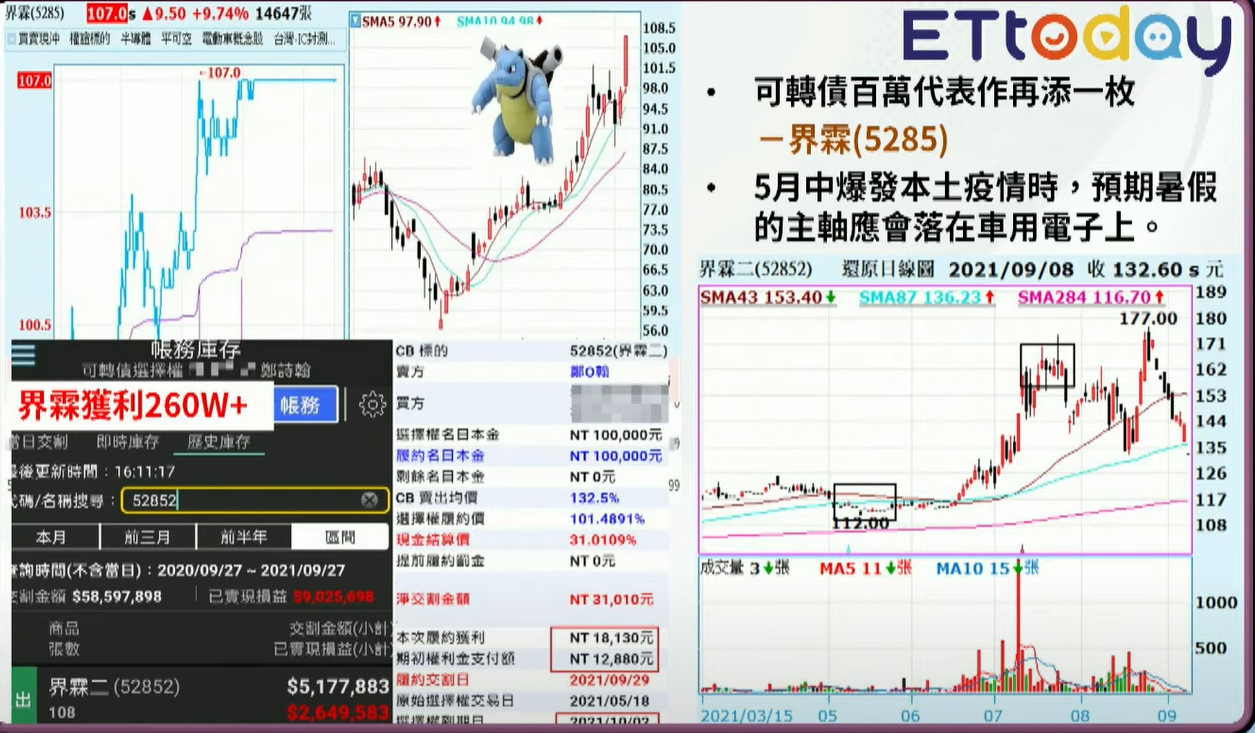 界霖(5285) 107.0s ▲9.50 +9.74% 14647張
買賣現沖 權證標的 半導體 平可空 電動車概念股 台灣·IC封測...
107.0
←107.0
103.5
100.5
SMA5 97.90↑ SMA10 94.98↑
108.5
105.0
101.5
98.0
94.5
91.0
87.5
84.0
80.5
77.0
73.5
70.0
66.5
63.0
59.5
56.0
ETtoday
• 可轉債百萬代表作再添一枚
－界霖(5285)
• 5月中爆發本土疫情時，預期暑假
的主軸應會落在車用電子上。
帳務庫存
可轉債選擇權 鄭詩翰
界霖獲利260W+
帳務
當日交割 即時庫存 歷史庫存
最後更新時間：16:11:17
代碼/名稱搜尋： 52852
本月 前三月 前半年 區間
查詢時間(不含當日)：2020/09/27 ~ 2021/09/27
交割金額 $58,597,898 已實現損益 $9,025,698
商品 交割金額(小計)
張數 已實現損益(小計)
出 界霖二 (52852) $5,177,883
108 $2,649,583
CB 標的 52852(界霖二)
賣方 鄭O翰
買方
選擇權名目本金 NT 100,000元
履約名目本金 NT 100,000元
剩餘名目本金 NT 0元
CB 賣出均價 132.5%
選擇權履約價 101.4891%
現金結算價 31.0109%
提前履約罰金 NT 0元
淨交割金額 NT 31,010元
本次履約獲利 NT 18,130元
期初權利金支付額 NT 12,880元
履約交割日 2021/09/29
原始選擇權交易日 2021/05/18
選擇權到期日 2021/10/02
界霖二(52852) 還原日線圖 2021/09/08 收 132.60 s 元
SMA43 153.40↓ SMA87 136.23↑ SMA284 116.70↑
177.00
112.00
189
180
171
162
153
144
135
126
117
108
成交量 3↓張 MA5 11↓張 MA10 15↓張
1000
500
2021/03/15 05 06 07 08 09